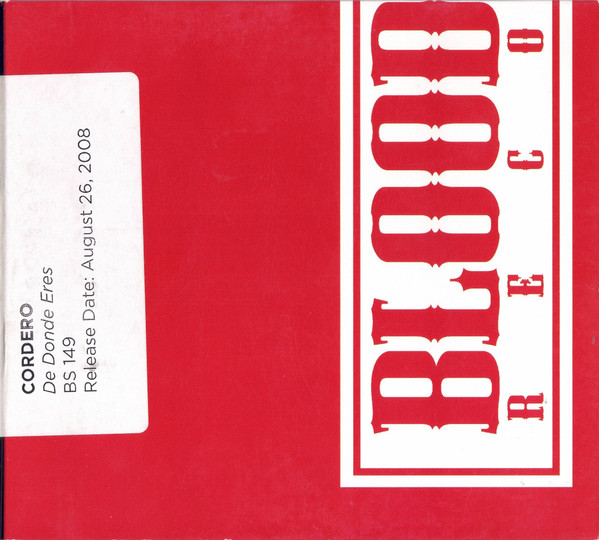 CORDERO
De Donde Eres
BS 149
Release Date: August 26, 2008
BLOOD
RECO